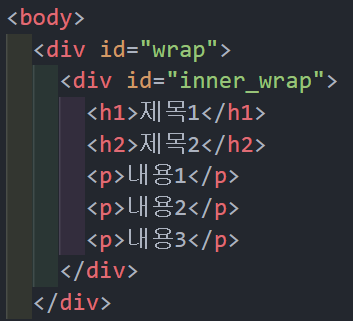 <body>
<div id="wrap">
<div id="inner_wrap">
<h1>제목1</h1>
<h2>제목2</h2>
<p>내용1</p>
<p>내용2</p>
<p>내용3</p>
</div>
</div>